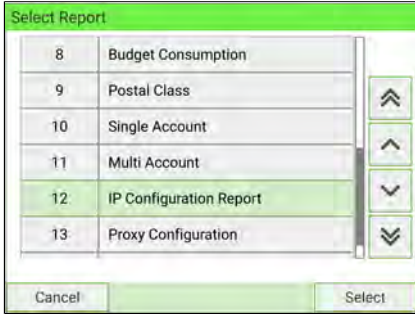 Select Report
8 Budget Consumption
9 Postal Class
10 Single Account
11 Multi Account
12 IP Configuration Report
13 Proxy Configuration
Cancel Select